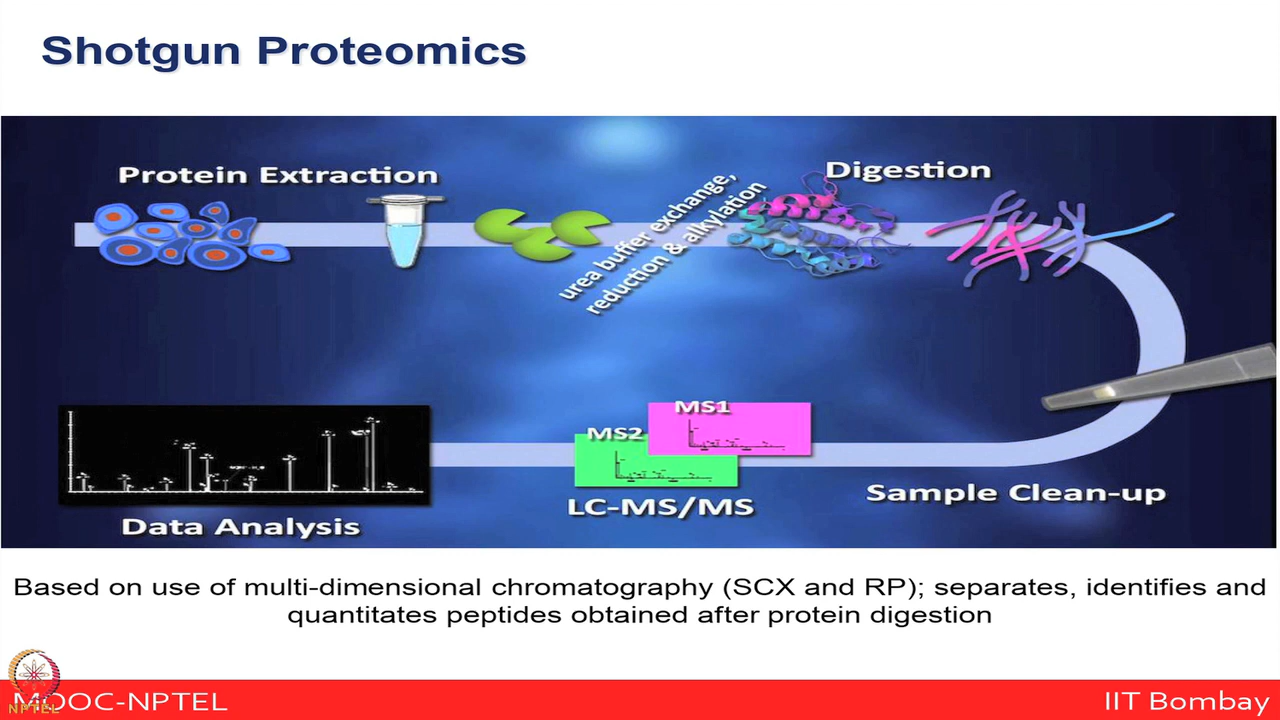 Shotgun Proteomics
Protein Extraction
urea buffer exchange,
reduction & alkylation
Digestion
MS1
MS2
LC-MS/MS
Sample Clean-up
Data Analysis
Based on use of multi-dimensional chromatography (SCX and RP); separates, identifies and
quantitates peptides obtained after protein digestion
MOOC-NPTEL
NPTEL
IIT Bombay